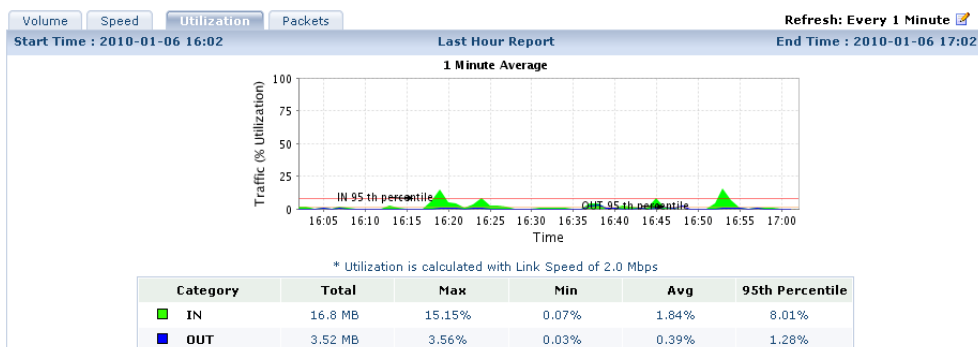 Volume Speed Utilization Packets Refresh: Every 1 Minute
Start Time : 2010-01-06 16:02 Last Hour Report End Time : 2010-01-06 17:02
1 Minute Average
Traffic (% Utilization)
100
75
50
25
0
IN 95 th percentile
OUT 95 th percentile
16:05 16:10 16:15 16:20 16:25 16:30 16:35 16:40 16:45 16:50 16:55 17:00
Time
* Utilization is calculated with Link Speed of 2.0 Mbps
Category Total Max Min Avg 95th Percentile
IN 16.8 MB 15.15% 0.07% 1.84% 8.01%
OUT 3.52 MB 3.56% 0.03% 0.39% 1.28%